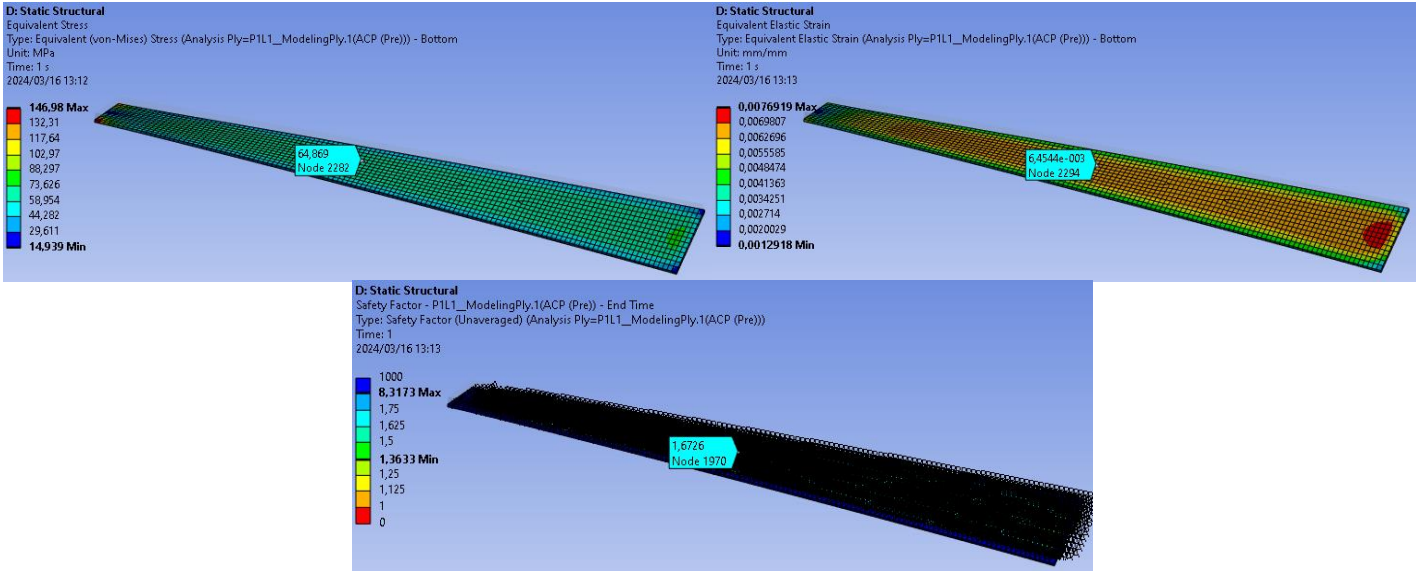 D: Static Structural
Equivalent Stress
Type: Equivalent (von-Mises) Stress (Analysis Ply=P1L1__ModelingPly.1(ACP (Pre))) - Bottom
Unit: MPa
Time: 1 s
2024/03/16 13:12
146,98 Max
132,31
117,64
102,97
88,297
73,626
58,954
44,282
29,611
14,939 Min
64,869
Node 2282
D: Static Structural
Equivalent Elastic Strain
Type: Equivalent Elastic Strain (Analysis Ply=P1L1__ModelingPly.1(ACP (Pre))) - Bottom
Unit: mm/mm
Time: 1 s
2024/03/16 13:13
0,0076919 Max
0,0069807
0,0062696
0,0055585
0,0048474
0,0041363
0,0034251
0,002714
0,0020029
0,0012918 Min
6,4544e-003
Node 2294
D: Static Structural
Safety Factor - P1L1__ModelingPly.1(ACP (Pre)) - End Time
Type: Safety Factor (Unaveraged) (Analysis Ply=P1L1__ModelingPly.1(ACP (Pre)))
Time: 1
2024/03/16 13:13
1000
8,3173 Max
1,75
1,625
1,5
1,3633 Min
1,25
1,125
1
0
1,6726
Node 1970